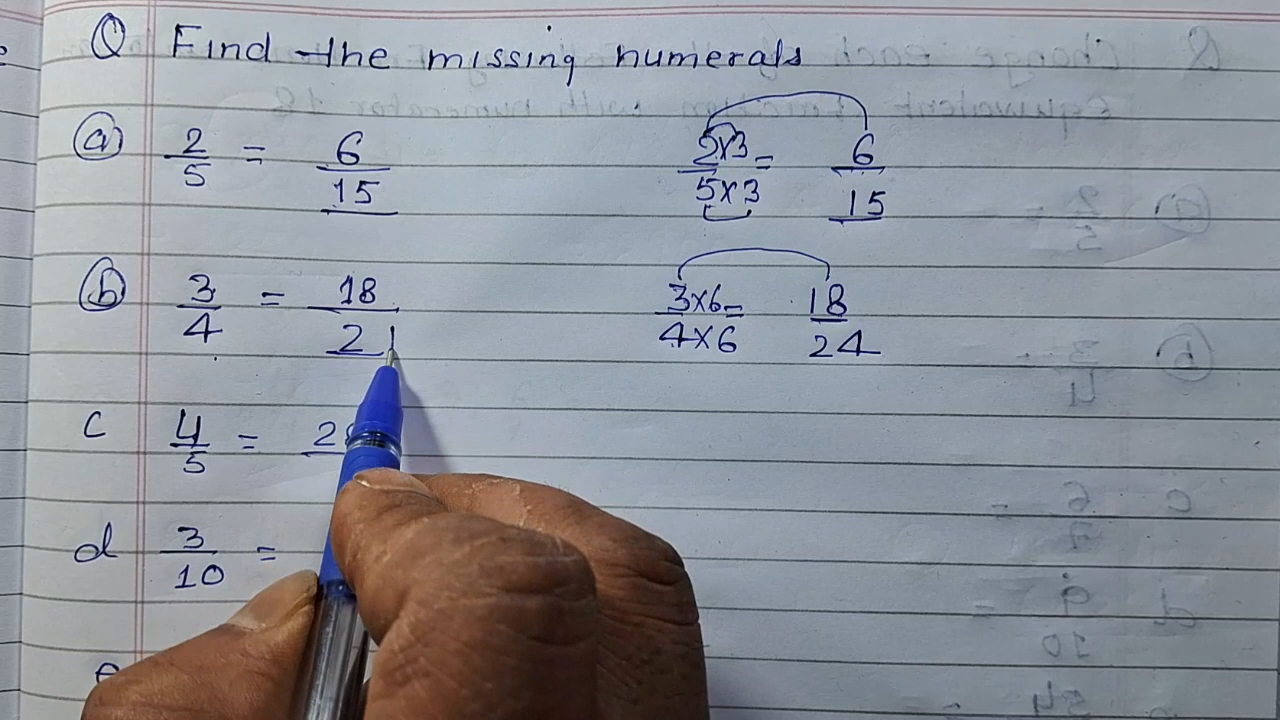 Q Find the missing numerals
(a) 2/5 = 6/15 2×3/5×3 = 6/15
(b) 3/4 = 18/2 3×6/4×6 = 18/24
c 4/5 = 2
d 3/10 =